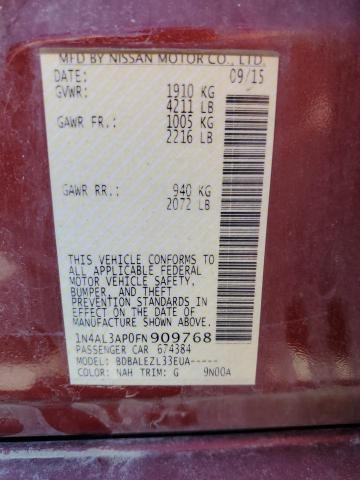 MFD BY NISSAN MOTOR CO., LTD.
DATE: 09/15
GVWR: 1910 KG
4211 LB
GAWR FR.: 1005 KG
2216 LB
GAWR RR.: 940 KG
2072 LB
THIS VEHICLE CONFORMS TO
ALL APPLICABLE FEDERAL
MOTOR VEHICLE SAFETY,
BUMPER, AND THEFT
PREVENTION STANDARDS IN
EFFECT ON THE DATE OF
MANUFACTURE SHOWN ABOVE.
1N4AL3AP0FN909768
PASSENGER CAR 674384
MODEL: BDBALEZL33EUA-----
COLOR: NAH TRIM: G 9N00A